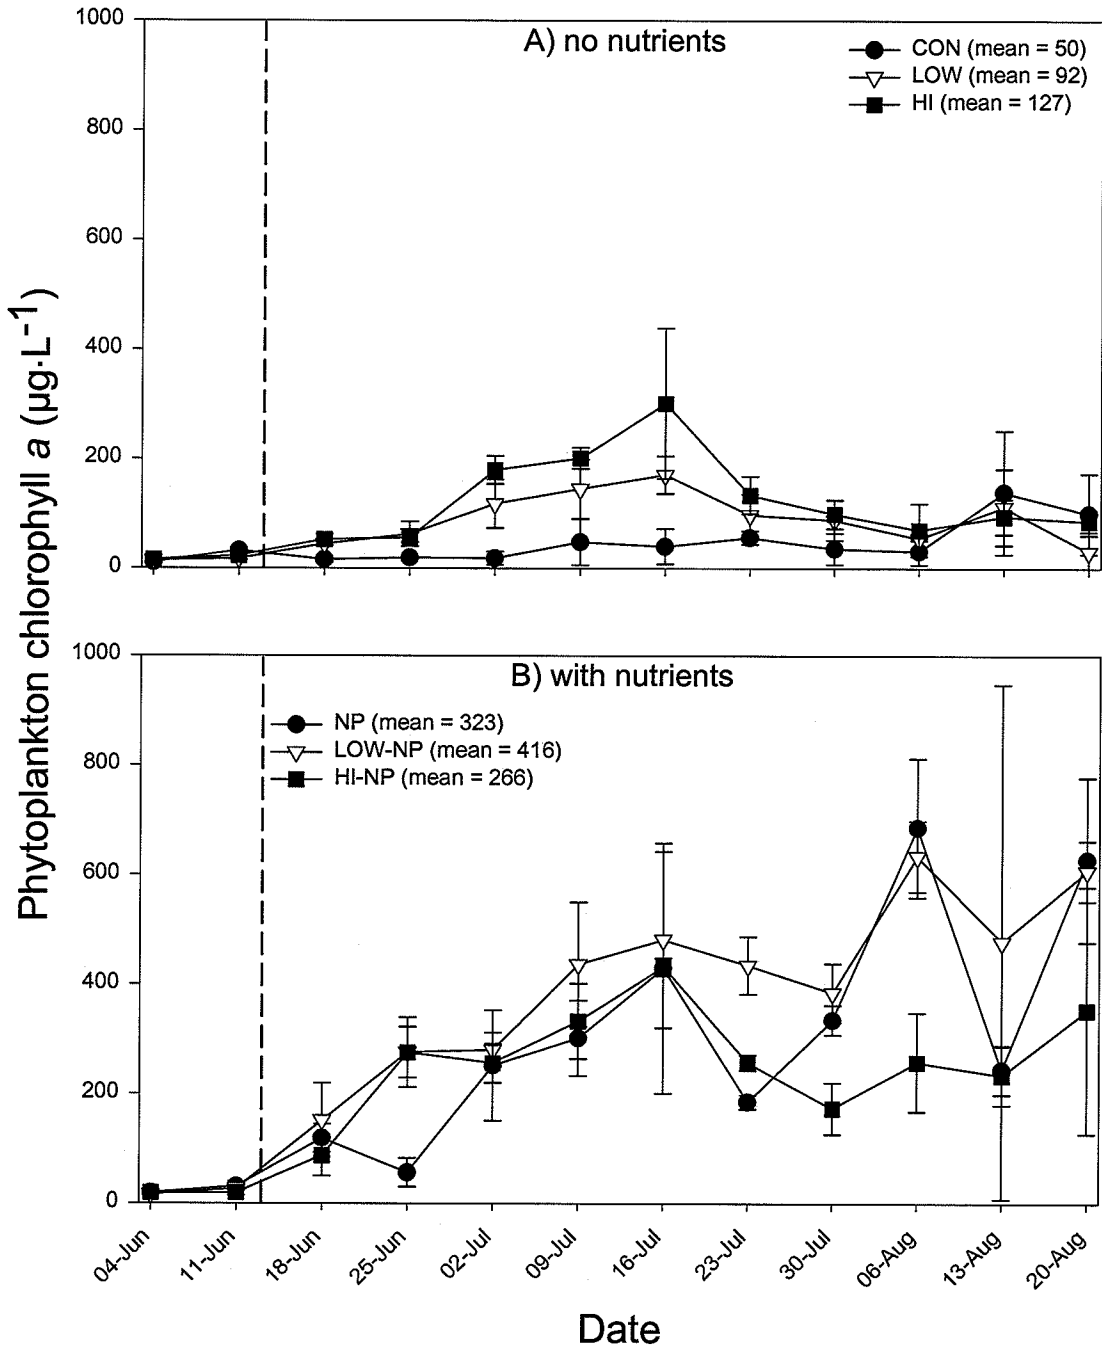 Phytoplankton chlorophyll a (µg·L-1)
1000
800
600
400
200
0
A) no nutrients
CON (mean = 50)
LOW (mean = 92)
HI (mean = 127)
1000
800
600
400
200
0
B) with nutrients
NP (mean = 323)
LOW-NP (mean = 416)
HI-NP (mean = 266)
04-Jun
11-Jun
18-Jun
25-Jun
02-Jul
09-Jul
16-Jul
23-Jul
30-Jul
06-Aug
13-Aug
20-Aug
Date